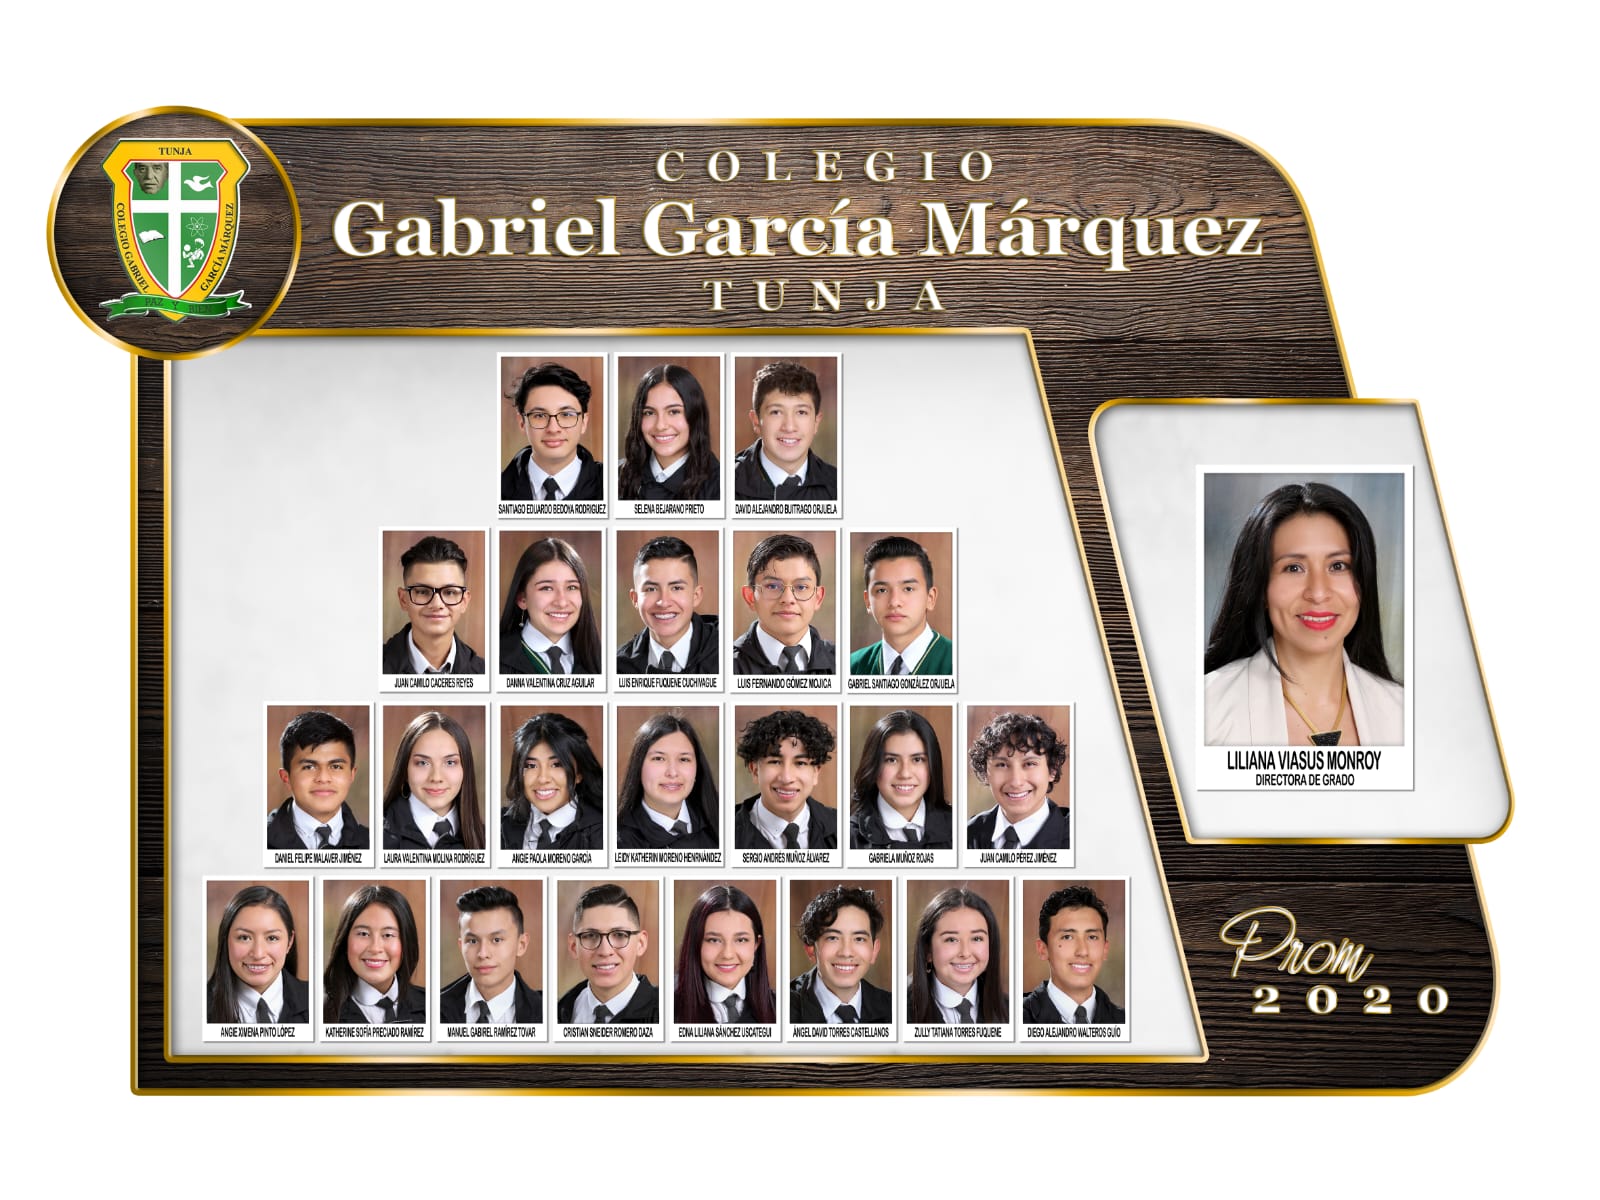 TUNJA
COLEGIO GABRIEL
GARCÍA MÁRQUEZ
PAZ Y BIEN
COLEGIO
Gabriel García Márquez
TUNJA
SANTIAGO EDUARDO BEDOYA RODRIGUEZ
SELENA BEJARANO PRIETO
DAVID ALEJANDRO BUITRAGO ORJUELA
JUAN CAMILO CACERES REYES
DANNA VALENTINA CRUZ AGUILAR
LUIS ENRIQUE FUQUENE CUCHIVAGUE
LUIS FERNANDO GÓMEZ MOJICA
GABRIEL SANTIAGO GONZÁLEZ ORJUELA
DANIEL FELIPE MALAVER JIMÉNEZ
LAURA VALENTINA MOLINA RODRÍGUEZ
ANGIE PAOLA MORENO GARCÍA
LEIDY KATHERIN MORENO HENRNÁNDEZ
SERGIO ANDRÉS MUÑOZ ÁLVAREZ
GABRIELA MUÑOZ ROJAS
JUAN CAMILO PÉREZ JIMÉNEZ
ANGIE XIMENA PINTO LÓPEZ
KATHERINE SOFÍA PRECIADO RAMÍREZ
MANUEL GABIREL RAMÍREZ TOVAR
CRISTIAN SNEIDER ROMERO DAZA
EDNA LILIANA SÁNCHEZ USCATEGUI
ÁNGEL DAVID TORRES CASTELLANOS
ZULLY TATIANA TORRES FUQUENE
DIEGO ALEJANDRO WALTEROS GUÍO
LILIANA VIASUS MONROY
DIRECTORA DE GRADO
Prom
2020